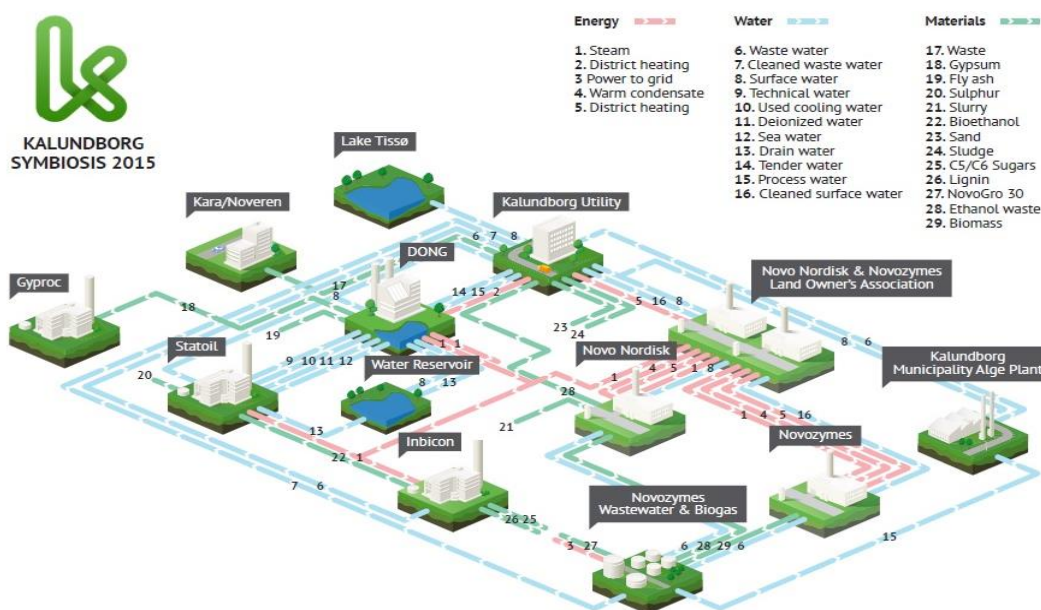 KALUNDBORG
SYMBIOSIS 2015
Energy
1. Steam
2. District heating
3 Power to grid
4. Warm condensate
5. District heating
Water
6. Waste water
7. Cleaned waste water
8. Surface water
9. Technical water
10. Used cooling water
11. Deionized water
12. Sea water
13. Drain water
14. Tender water
15. Process water
16. Cleaned surface water
Materials
17. Waste
18. Gypsum
19. Fly ash
20. Sulphur
21. Slurry
22. Bioethanol
23. Sand
24. Sludge
25. C5/C6 Sugars
26. Lignin
27. NovoGro 30
28. Ethanol waste
29. Biomass
Lake Tissø
Kara/Noveren
Kalundborg Utility
6 7 8
DONG
Gyproc
Novo Nordisk & Novozymes
Land Owner's Association
17
8
18
14 15 2
5 16 8
19
23
24
8 6
Statoil
1 1
Novo Nordisk
Kalundborg
Municipality Alge Plant
9 10 11 12
Water Reservoir
20
8 13
1 4 5 1 8
28
1 4 5 16
21
13
Inbicon
Novozymes
22 1
7 6
Novozymes
Wastewater & Biogas
26 25
3 27
6 28 29 6
15